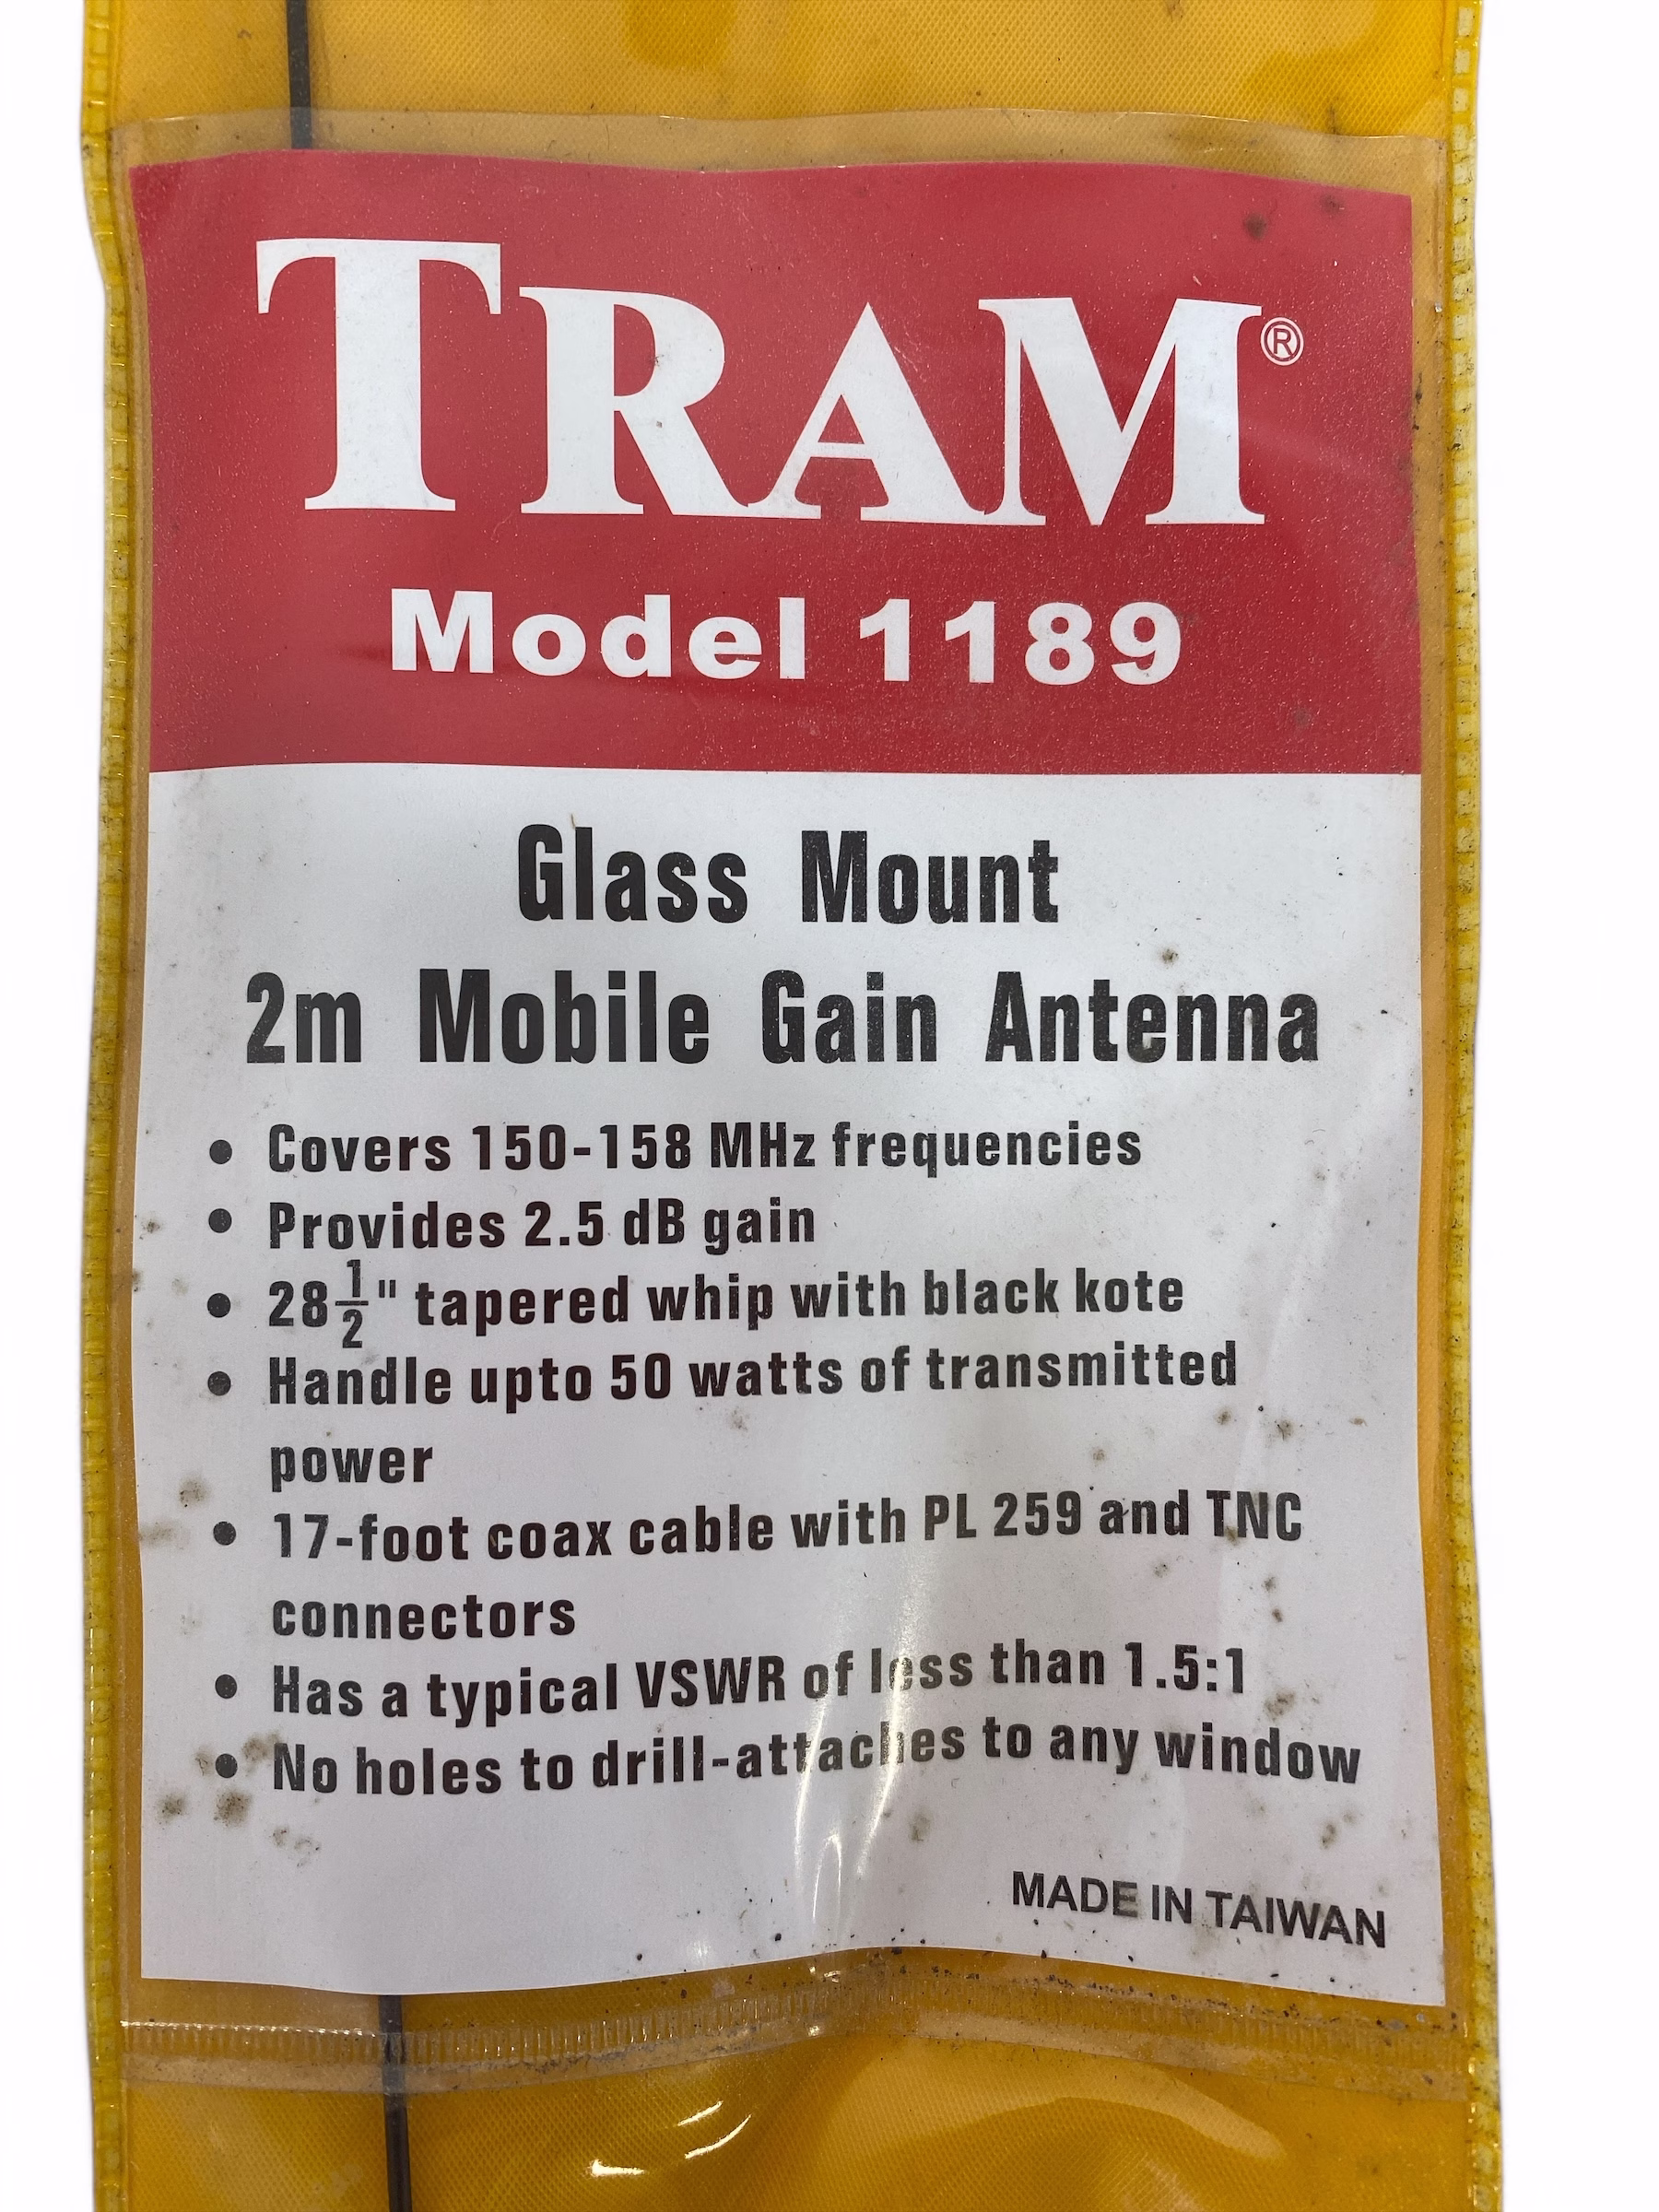 TRAM®
Model 1189
Glass Mount
2m Mobile Gain Antenna
• Covers 150-158 MHz frequencies
• Provides 2.5 dB gain
• 28½" tapered whip with black kote
• Handle upto 50 watts of transmitted
power
• 17-foot coax cable with PL 259 and TNC
connectors
• Has a typical VSWR of less than 1.5:1
• No holes to drill-attaches to any window
MADE IN TAIWAN